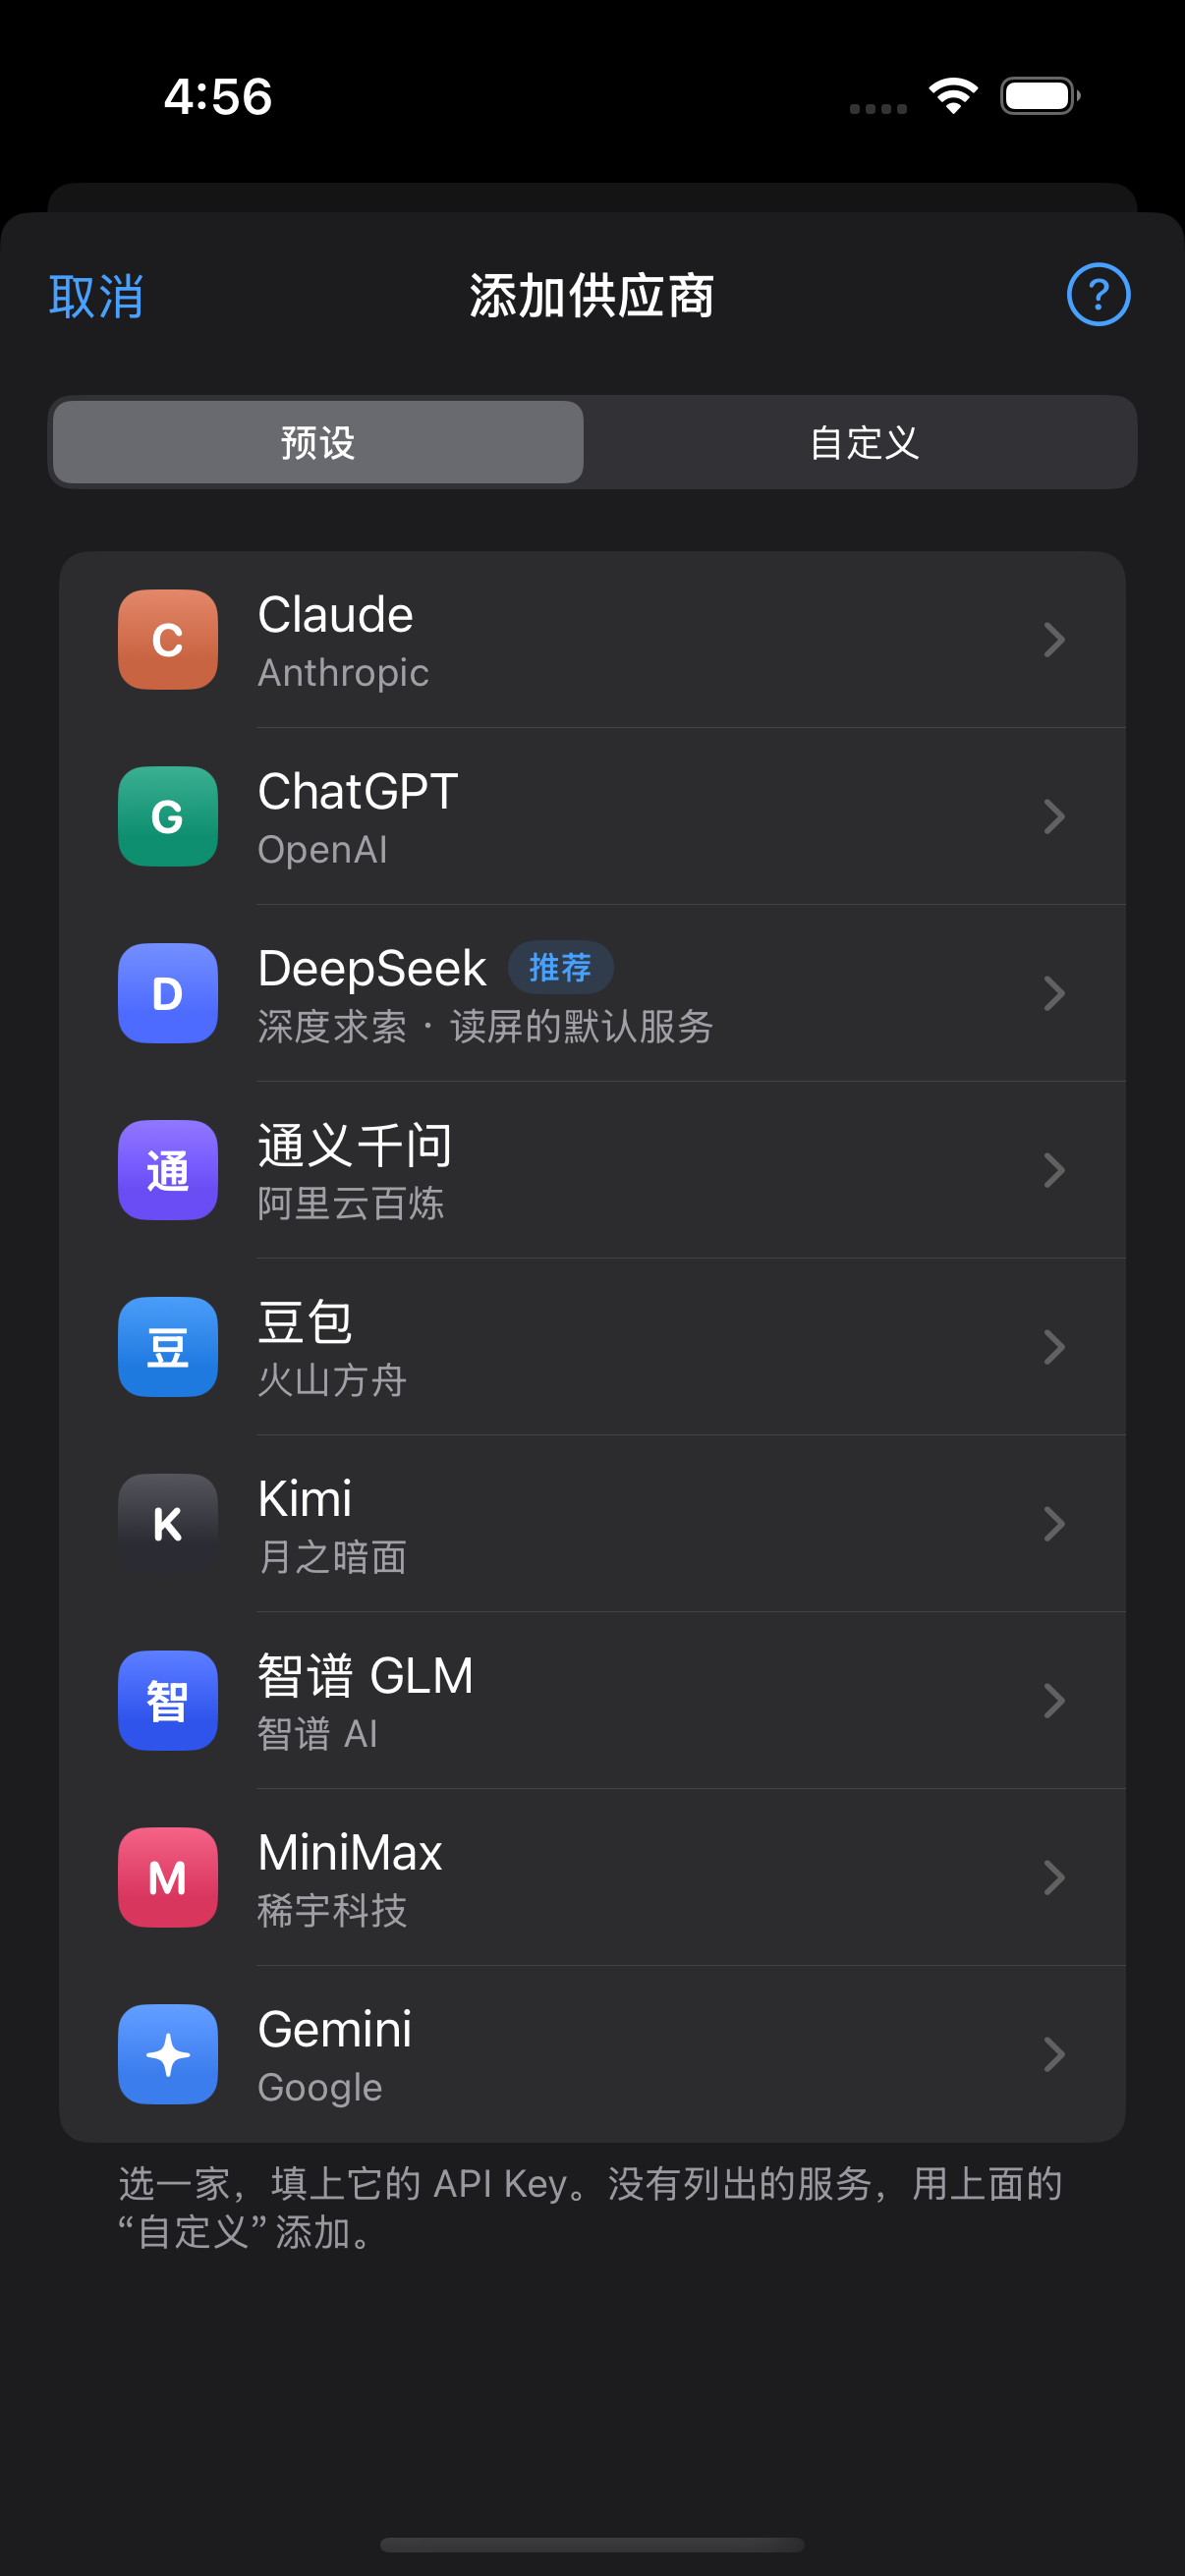 4:56
取消
添加供应商
?
预设
自定义
C
Claude
Anthropic
G
ChatGPT
OpenAI
D
DeepSeek 推荐
深度求索 · 读屏的默认服务
通
通义千问
阿里云百炼
豆
豆包
火山方舟
K
Kimi
月之暗面
智
智谱 GLM
智谱 AI
M
MiniMax
稀宇科技
Gemini
Google
选一家，填上它的 API Key。没有列出的服务，用上面的
“自定义”添加。